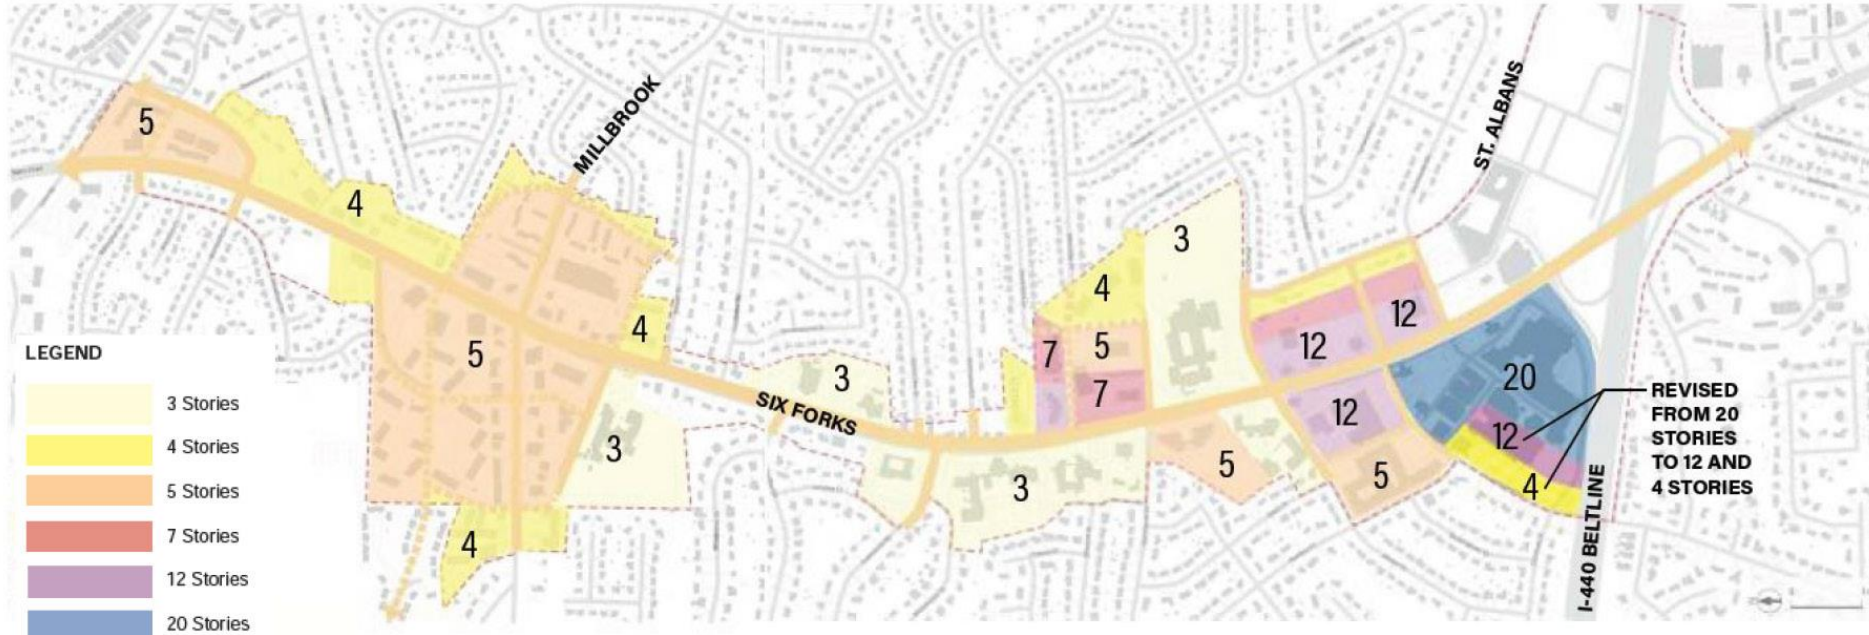 5
4
MILLBROOK
5
4
3
4
3
SIX FORKS
3
7
4
5
7
3
3
5
12
12
12
5
ST. ALBANS
20
12
4
REVISED
FROM 20
STORIES
TO 12 AND
4 STORIES
I-440 BELTLINE
LEGEND
3 Stories
4 Stories
5 Stories
7 Stories
12 Stories
20 Stories